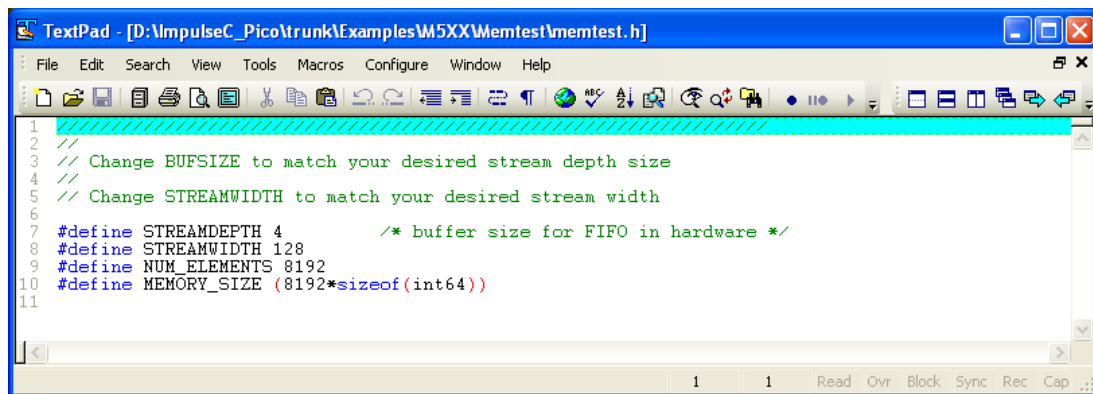 TextPad - [D:\ImpulseC_Pico\trunk\Examples\M5XX\Memtest\memtest.h]
File Edit Search View Tools Macros Configure Window Help
1 ///////////////////////////////////////////////////////////////////////
2 //
3 // Change BUFSIZE to match your desired stream depth size
4 //
5 // Change STREAMWIDTH to match your desired stream width
6
7 #define STREAMDEPTH 4 /* buffer size for FIFO in hardware */
8 #define STREAMWIDTH 128
9 #define NUM_ELEMENTS 8192
10 #define MEMORY_SIZE (8192*sizeof(int64))
11
1 1 Read Ovr Block Sync Rec Cap